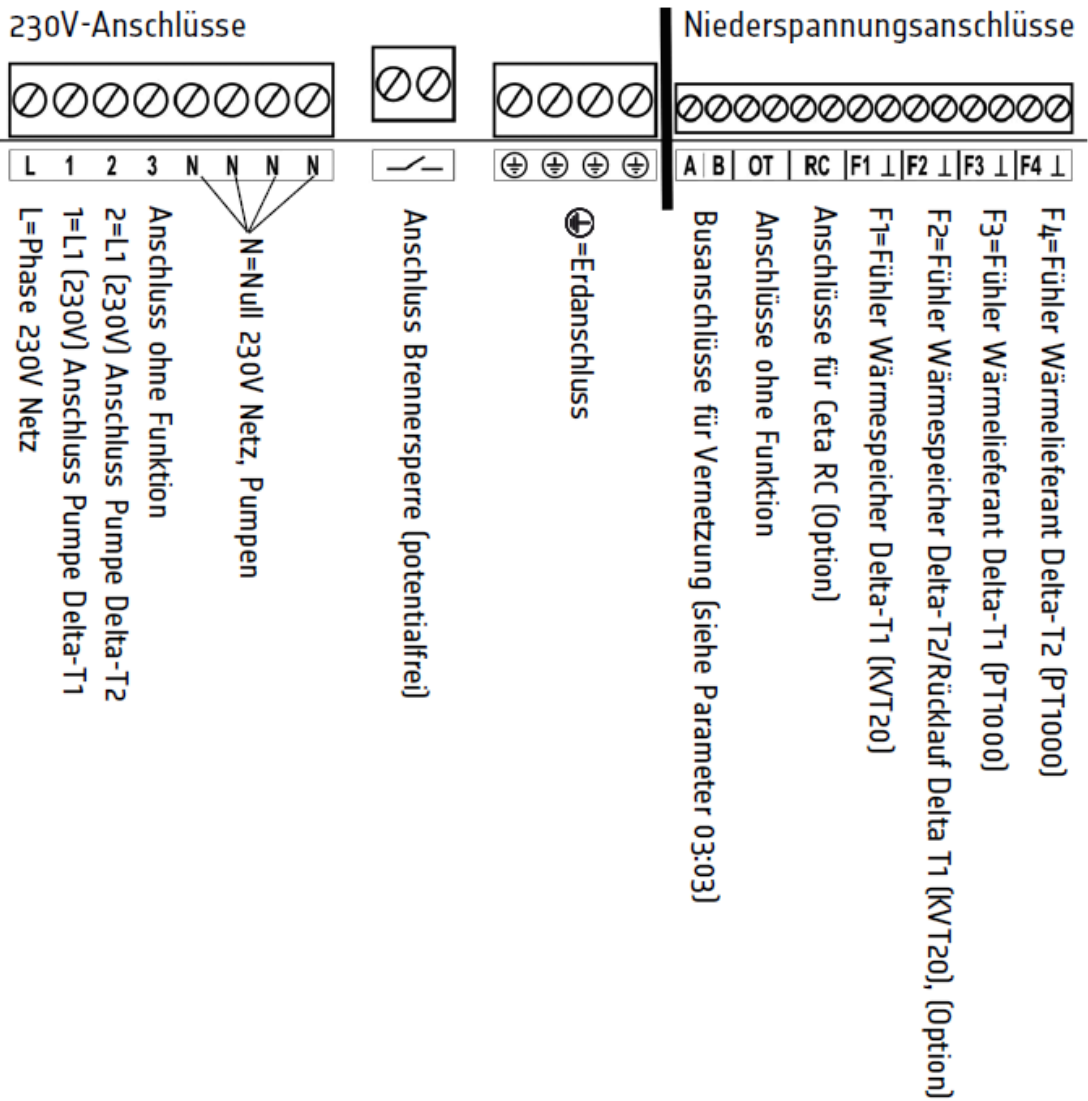 230V-Anschlüsse
Niederspannungsanschlüsse
L 1 2 3 N N N N
A B OT RC F1 ⊥ F2 ⊥ F3 ⊥ F4 ⊥
L=Phase 230V Netz
1=L1 (230V) Anschluss Pumpe Delta-T1
2=L1 (230V) Anschluss Pumpe Delta-T2
Anschluss ohne Funktion
N=Null 230V Netz, Pumpen
Anschluss Brennersperre (potentialfrei)
=Erdanschluss
Busanschlüsse für Vernetzung (siehe Parameter 03:03)
Anschlüsse ohne Funktion
Anschlüsse für Ceta RC (Option)
F1=Fühler Wärmespeicher Delta-T1 (KVT20)
F2=Fühler Wärmespeicher Delta-T2/Rücklauf Delta T1 (KVT20), (Option)
F3=Fühler Wärmelieferant Delta-T1 (PT1000)
F4=Fühler Wärmelieferant Delta-T2 (PT1000)